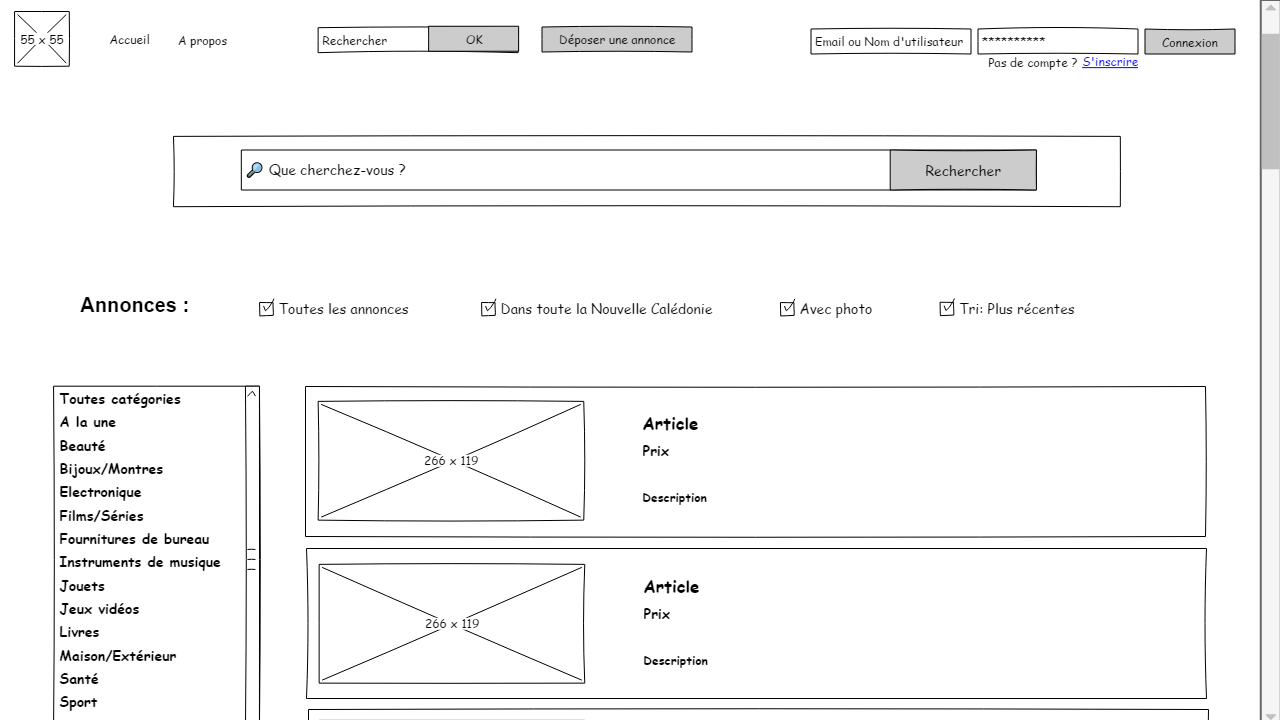 55 x 55
Accueil
A propos
Rechercher
OK
Déposer une annonce
Email ou Nom d'utilisateur
**********
Connexion
Pas de compte ? S'inscrire
Que cherchez-vous ?
Rechercher
Annonces :
Toutes les annonces
Dans toute la Nouvelle Calédonie
Avec photo
Tri: Plus récentes
Toutes catégories
A la une
Beauté
Bijoux/Montres
Electronique
Films/Séries
Fournitures de bureau
Instruments de musique
Jouets
Jeux vidéos
Livres
Maison/Extérieur
Santé
Sport
266 x 119
Article
Prix
Description
266 x 119
Article
Prix
Description